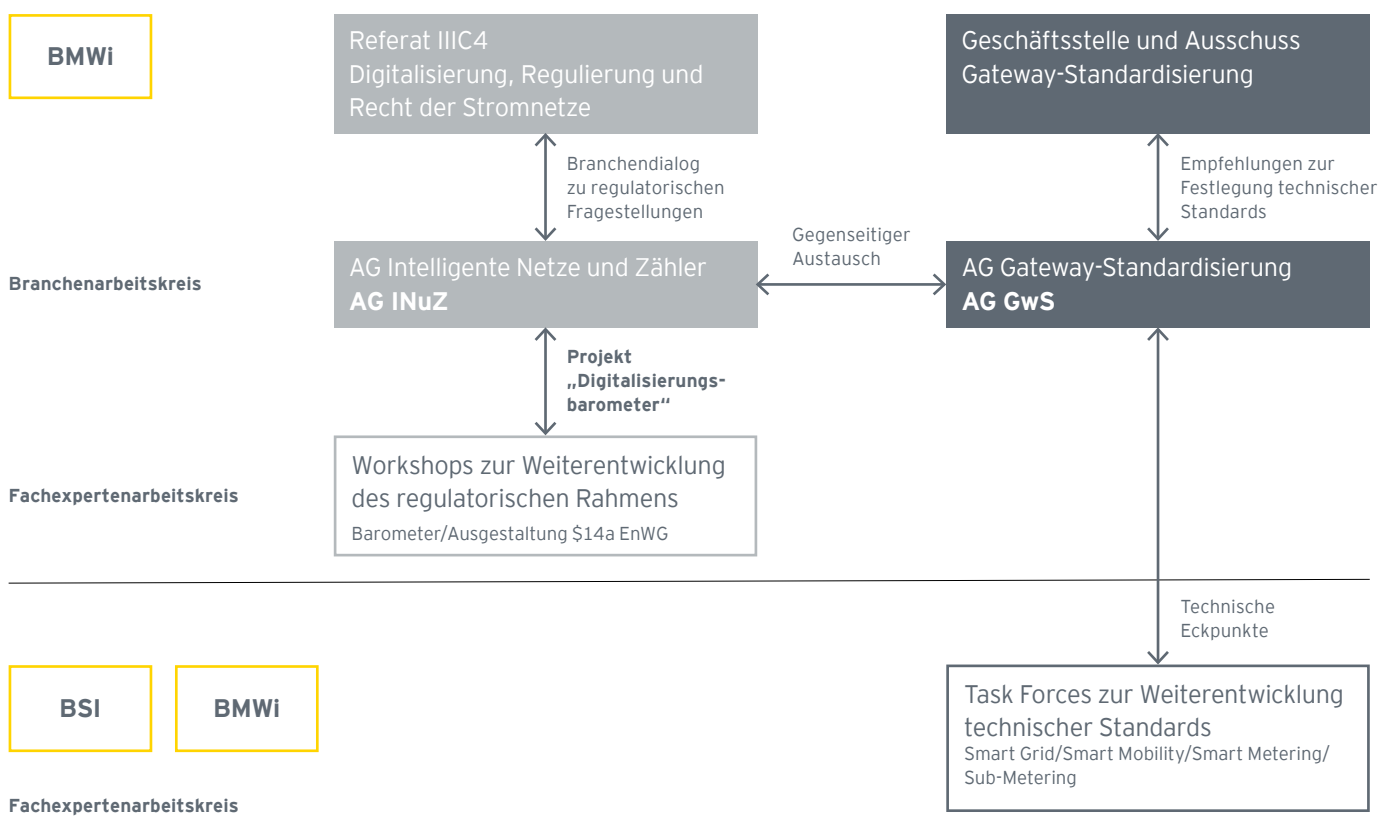 BMWi
Referat IIIC4
Digitalisierung, Regulierung und
Recht der Stromnetze
Geschäftsstelle und Ausschuss
Gateway-Standardisierung
Branchendialog
zu regulatorischen
Fragestellungen
Empfehlungen zur
Festlegung technischer
Standards
Gegenseitiger
Austausch
Branchenarbeitskreis
AG Intelligente Netze und Zähler
AG INuZ
AG Gateway-Standardisierung
AG GwS
Projekt
„Digitalisierungs-
barometer“
Fachexpertenarbeitskreis
Workshops zur Weiterentwicklung
des regulatorischen Rahmens
Barometer/Ausgestaltung $14a EnWG
Technische
Eckpunkte
BSI
BMWi
Task Forces zur Weiterentwicklung
technischer Standards
Smart Grid/Smart Mobility/Smart Metering/
Sub-Metering
Fachexpertenarbeitskreis